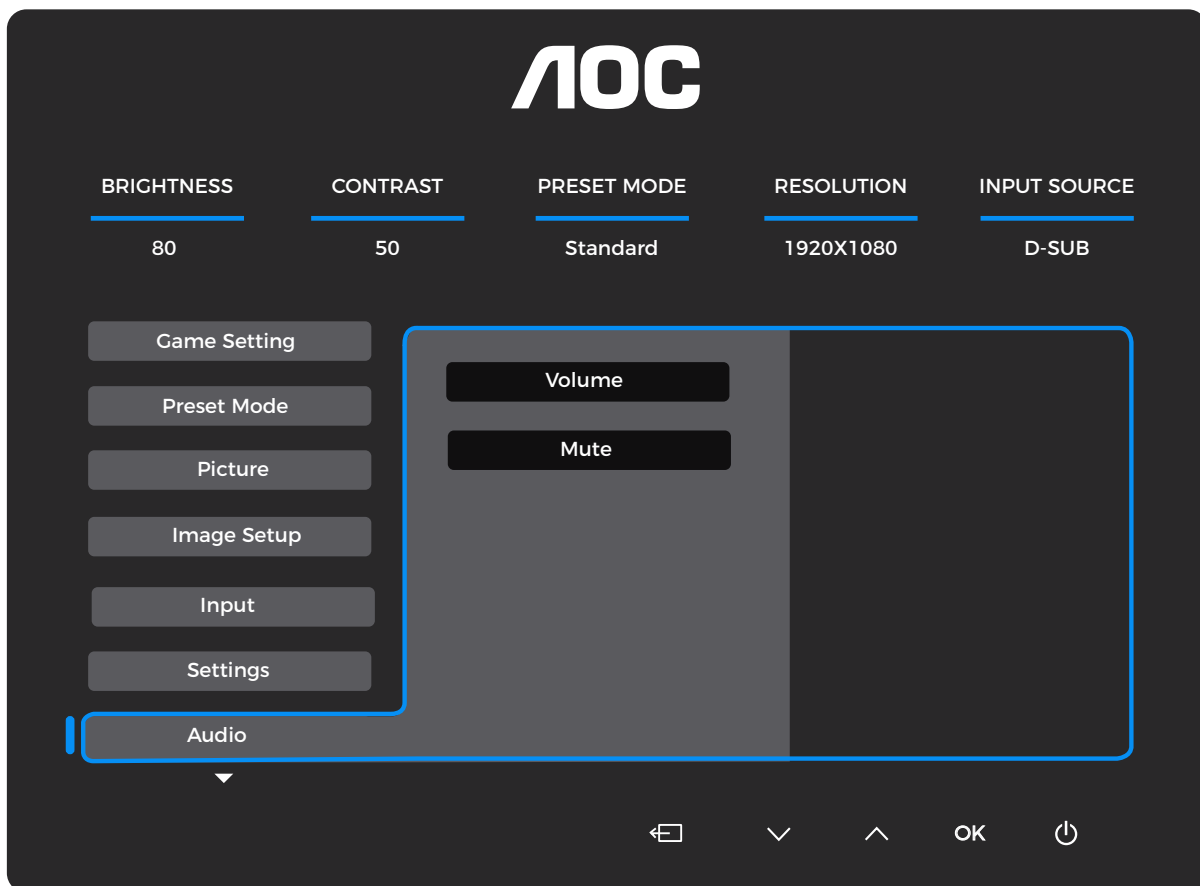 AOC
BRIGHTNESS CONTRAST PRESET MODE RESOLUTION INPUT SOURCE
80 50 Standard 1920X1080 D-SUB
Game Setting
Volume
Preset Mode
Mute
Picture
Image Setup
Input
Settings
Audio
OK